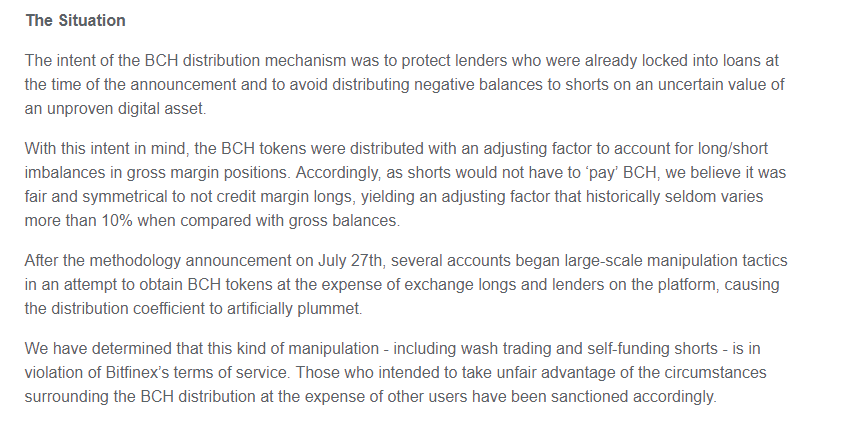 The Situation
The intent of the BCH distribution mechanism was to protect lenders who were already locked into loans at
the time of the announcement and to avoid distributing negative balances to shorts on an uncertain value of
an unproven digital asset.
With this intent in mind, the BCH tokens were distributed with an adjusting factor to account for long/short
imbalances in gross margin positions. Accordingly, as shorts would not have to ‘pay’ BCH, we believe it was
fair and symmetrical to not credit margin longs, yielding an adjusting factor that historically seldom varies
more than 10% when compared with gross balances.
After the methodology announcement on July 27th, several accounts began large-scale manipulation tactics
in an attempt to obtain BCH tokens at the expense of exchange longs and lenders on the platform, causing
the distribution coefficient to artificially plummet.
We have determined that this kind of manipulation - including wash trading and self-funding shorts - is in
violation of Bitfinex’s terms of service. Those who intended to take unfair advantage of the circumstances
surrounding the BCH distribution at the expense of other users have been sanctioned accordingly.